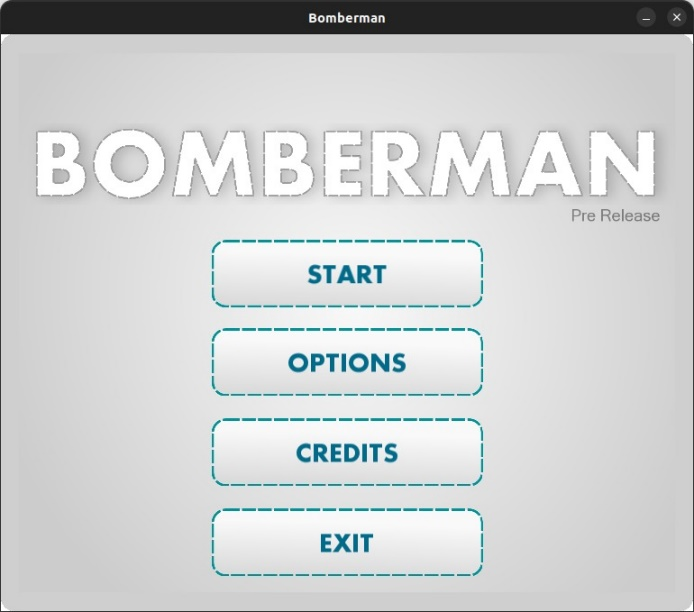 Bomberman
BOMBERMAN
Pre Release
START
OPTIONS
CREDITS
EXIT